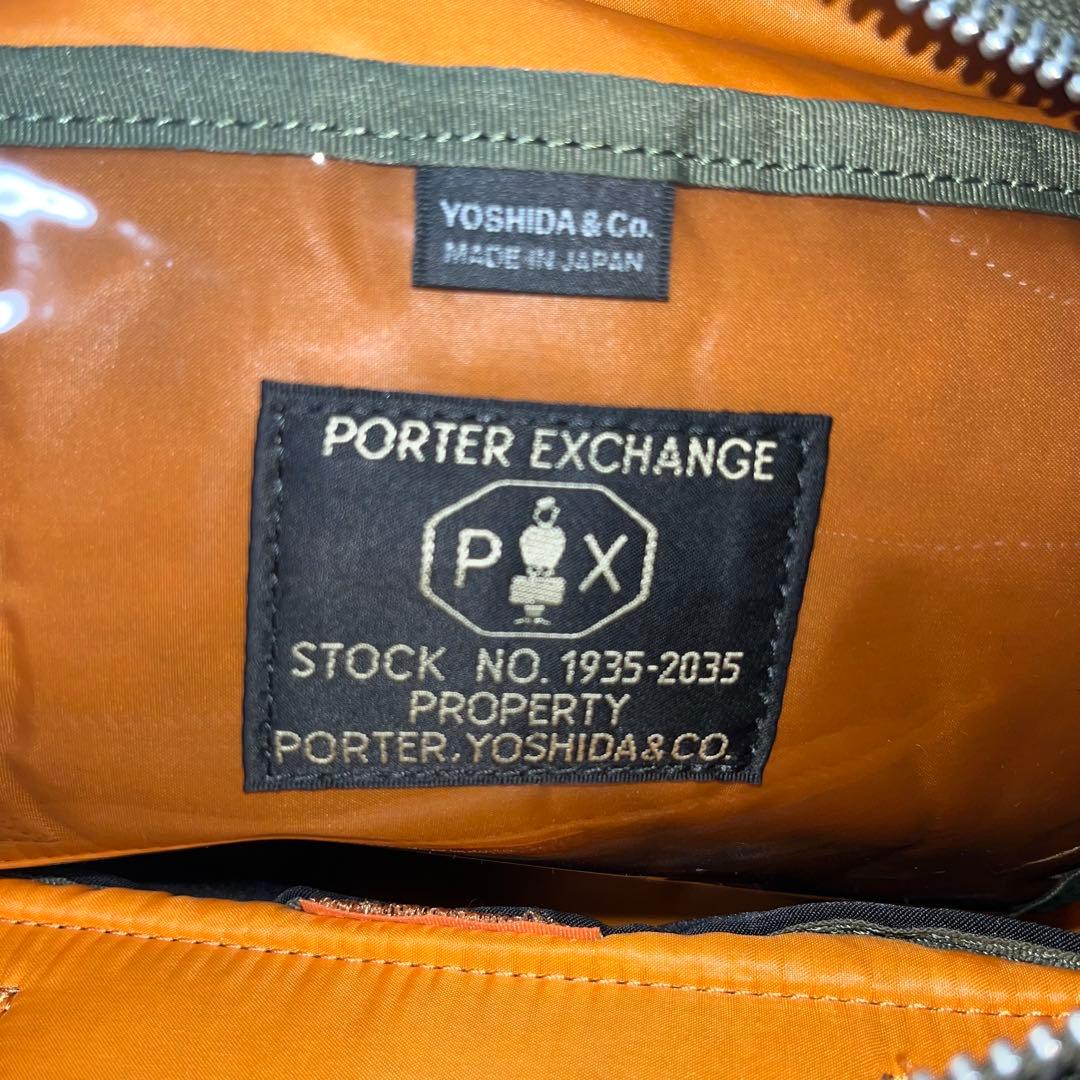 YOSHIDA & Co.
MADE IN JAPAN
PORTER EXCHANGE
P X
STOCK NO. 1935-2035
PROPERTY
PORTER. YOSHIDA & CO.